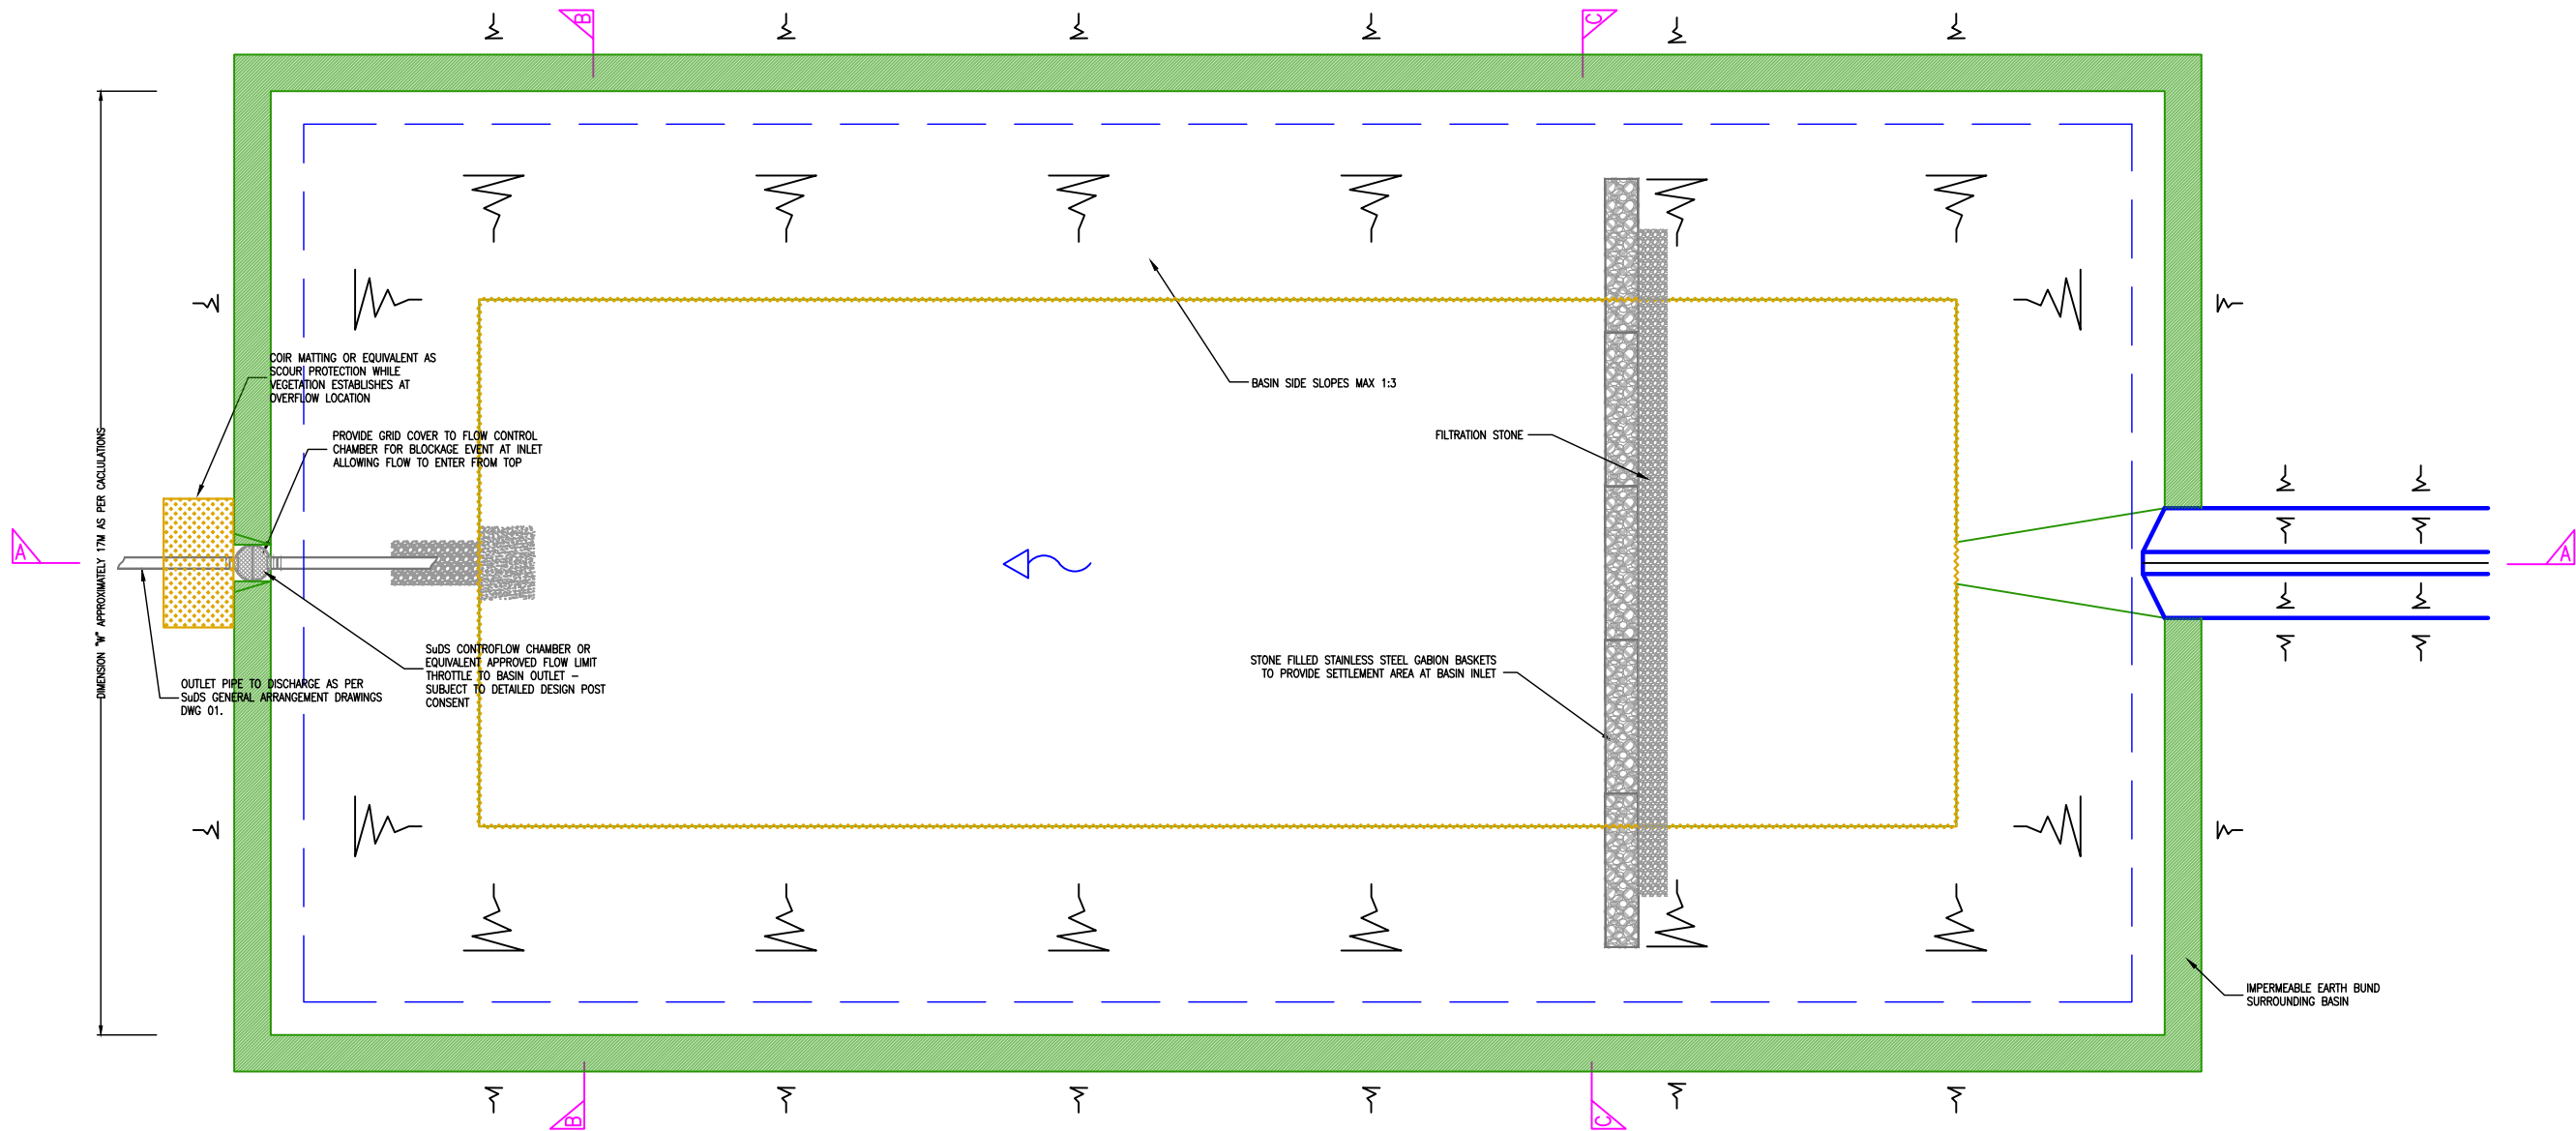 B
C
COIR MATTING OR EQUIVALENT AS
SCOUR PROTECTION WHILE
VEGETATION ESTABLISHES AT
OVERFLOW LOCATION
PROVIDE GRID COVER TO FLOW CONTROL
CHAMBER FOR BLOCKAGE EVENT AT INLET
ALLOWING FLOW TO ENTER FROM TOP
BASIN SIDE SLOPES MAX 1:3
FILTRATION STONE
DIMENSION "W" APPROXIMATELY 17M AS PER CACULATIONS
A
A
SuDS CONTROFLOW CHAMBER OR
EQUIVALENT APPROVED FLOW LIMIT
THROTTLE TO BASIN OUTLET –
SUBJECT TO DETAILED DESIGN POST
CONSENT
OUTLET PIPE TO DISCHARGE AS PER
SuDS GENERAL ARRANGEMENT DRAWINGS
DWG 01.
STONE FILLED STAINLESS STEEL GABION BASKETS
TO PROVIDE SETTLEMENT AREA AT BASIN INLET
IMPERMEABLE EARTH BUND
SURROUNDING BASIN
B
C